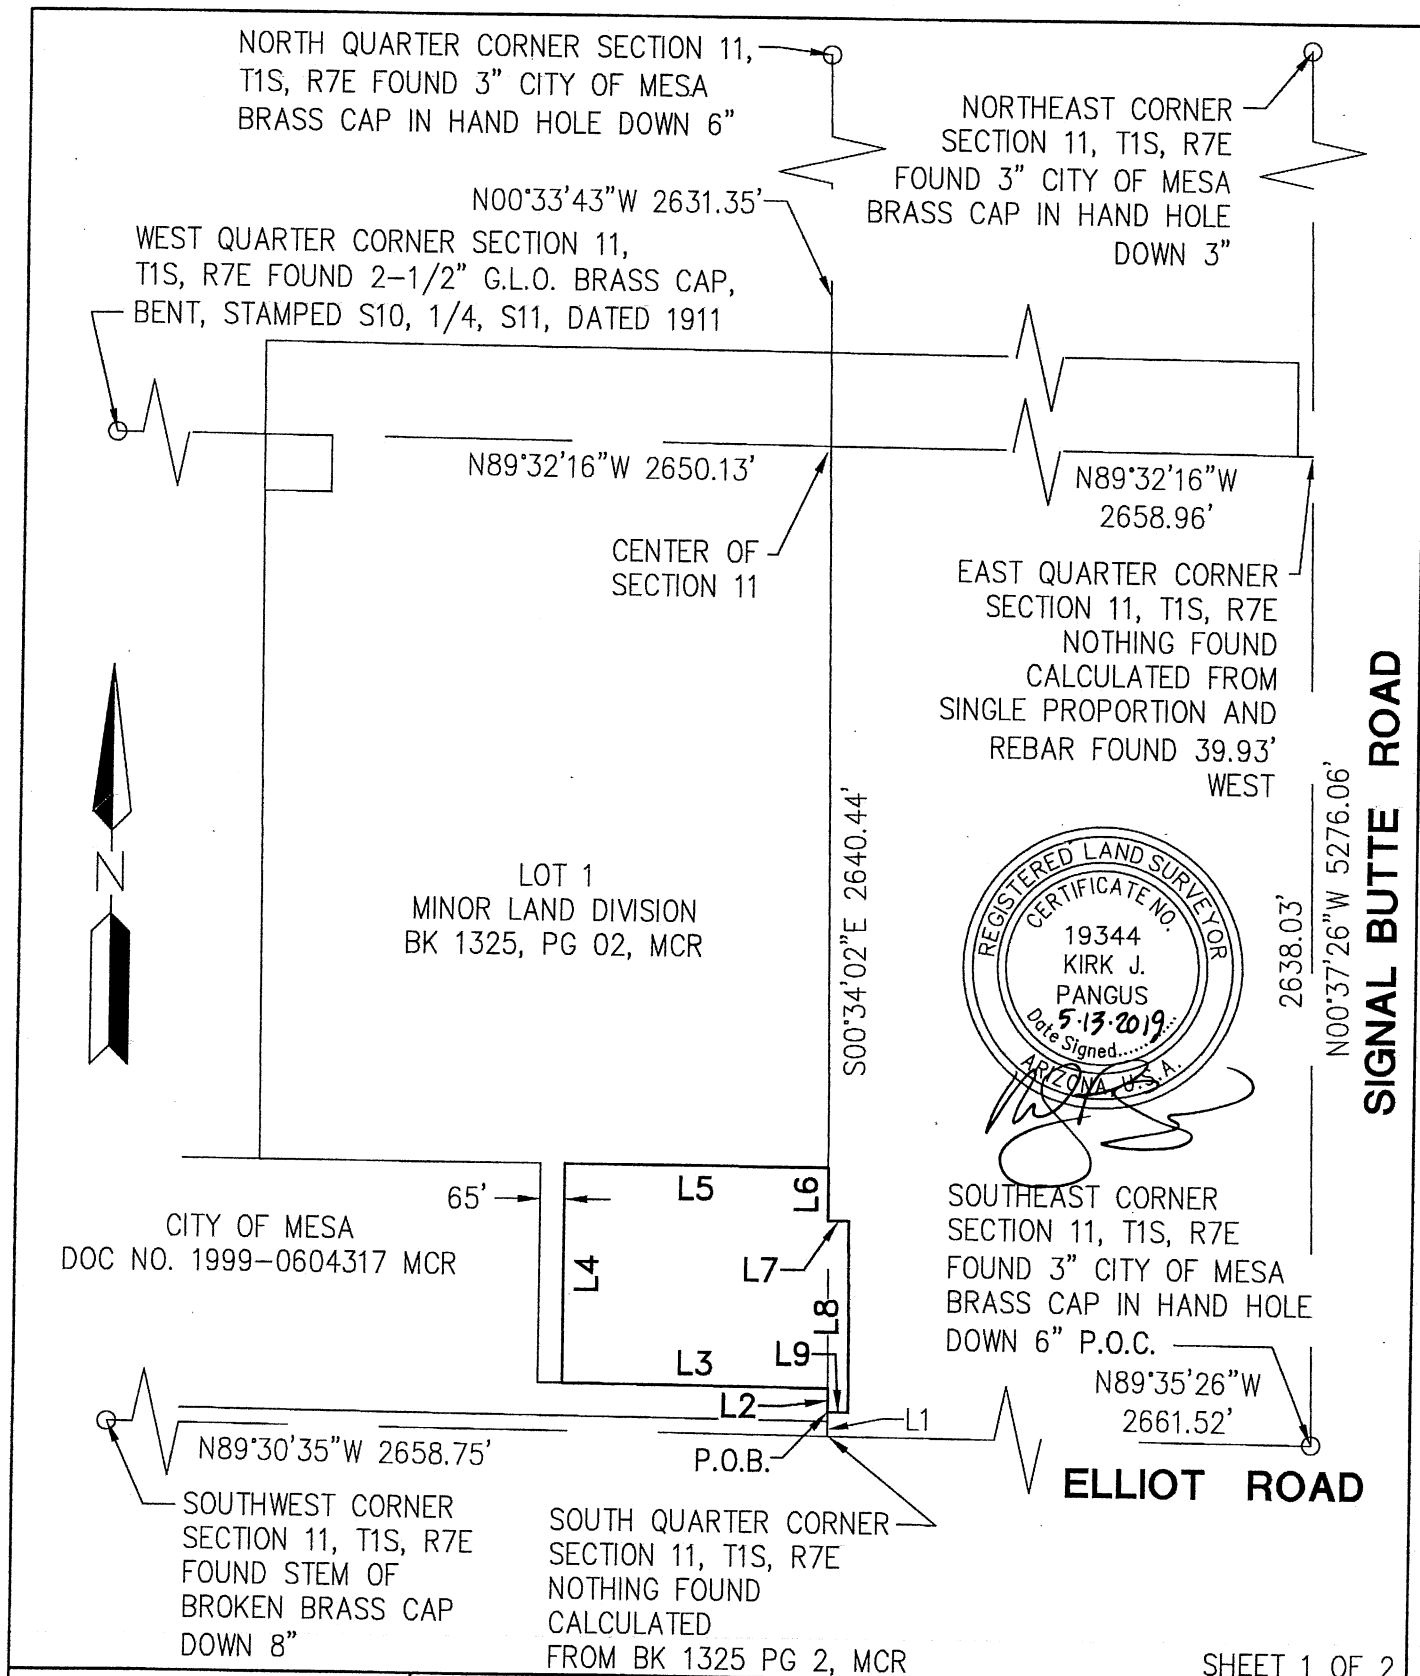 NORTH QUARTER CORNER SECTION 11,
T1S, R7E FOUND 3" CITY OF MESA
BRASS CAP IN HAND HOLE DOWN 6"
NORTHEAST CORNER
SECTION 11, T1S, R7E
FOUND 3" CITY OF MESA
BRASS CAP IN HAND HOLE
DOWN 3"
N00°33'43"W 2631.35'
WEST QUARTER CORNER SECTION 11,
T1S, R7E FOUND 2-1/2" G.L.O. BRASS CAP,
BENT, STAMPED S10, 1/4, S11, DATED 1911
N89°32'16"W 2650.13'
N89°32'16"W
2658.96'
CENTER OF
SECTION 11
EAST QUARTER CORNER
SECTION 11, T1S, R7E
NOTHING FOUND
CALCULATED FROM
SINGLE PROPORTION AND
REBAR FOUND 39.93'
WEST
N
LOT 1
MINOR LAND DIVISION
BK 1325, PG 02, MCR
S00°34'02"E 2640.44'
REGISTERED LAND SURVEYOR
CERTIFICATE NO.
19344
KIRK J.
PANGUS
5·13·2019
Date Signed..........
ARIZONA, U.S.A.
2638.03'
N00°37'26"W 5276.06'
SIGNAL BUTTE ROAD
65'
L5
L6
L4
L7
L8
L3
L9
L2
L1
P.O.B.
CITY OF MESA
DOC NO. 1999-0604317 MCR
SOUTHEAST CORNER
SECTION 11, T1S, R7E
FOUND 3" CITY OF MESA
BRASS CAP IN HAND HOLE
DOWN 6" P.O.C.
N89°35'26"W
2661.52'
N89°30'35"W 2658.75'
ELLIOT ROAD
SOUTHWEST CORNER
SECTION 11, T1S, R7E
FOUND STEM OF
BROKEN BRASS CAP
DOWN 8"
SOUTH QUARTER CORNER
SECTION 11, T1S, R7E
NOTHING FOUND
CALCULATED
FROM BK 1325 PG 2, MCR
SHEET 1 OF 2